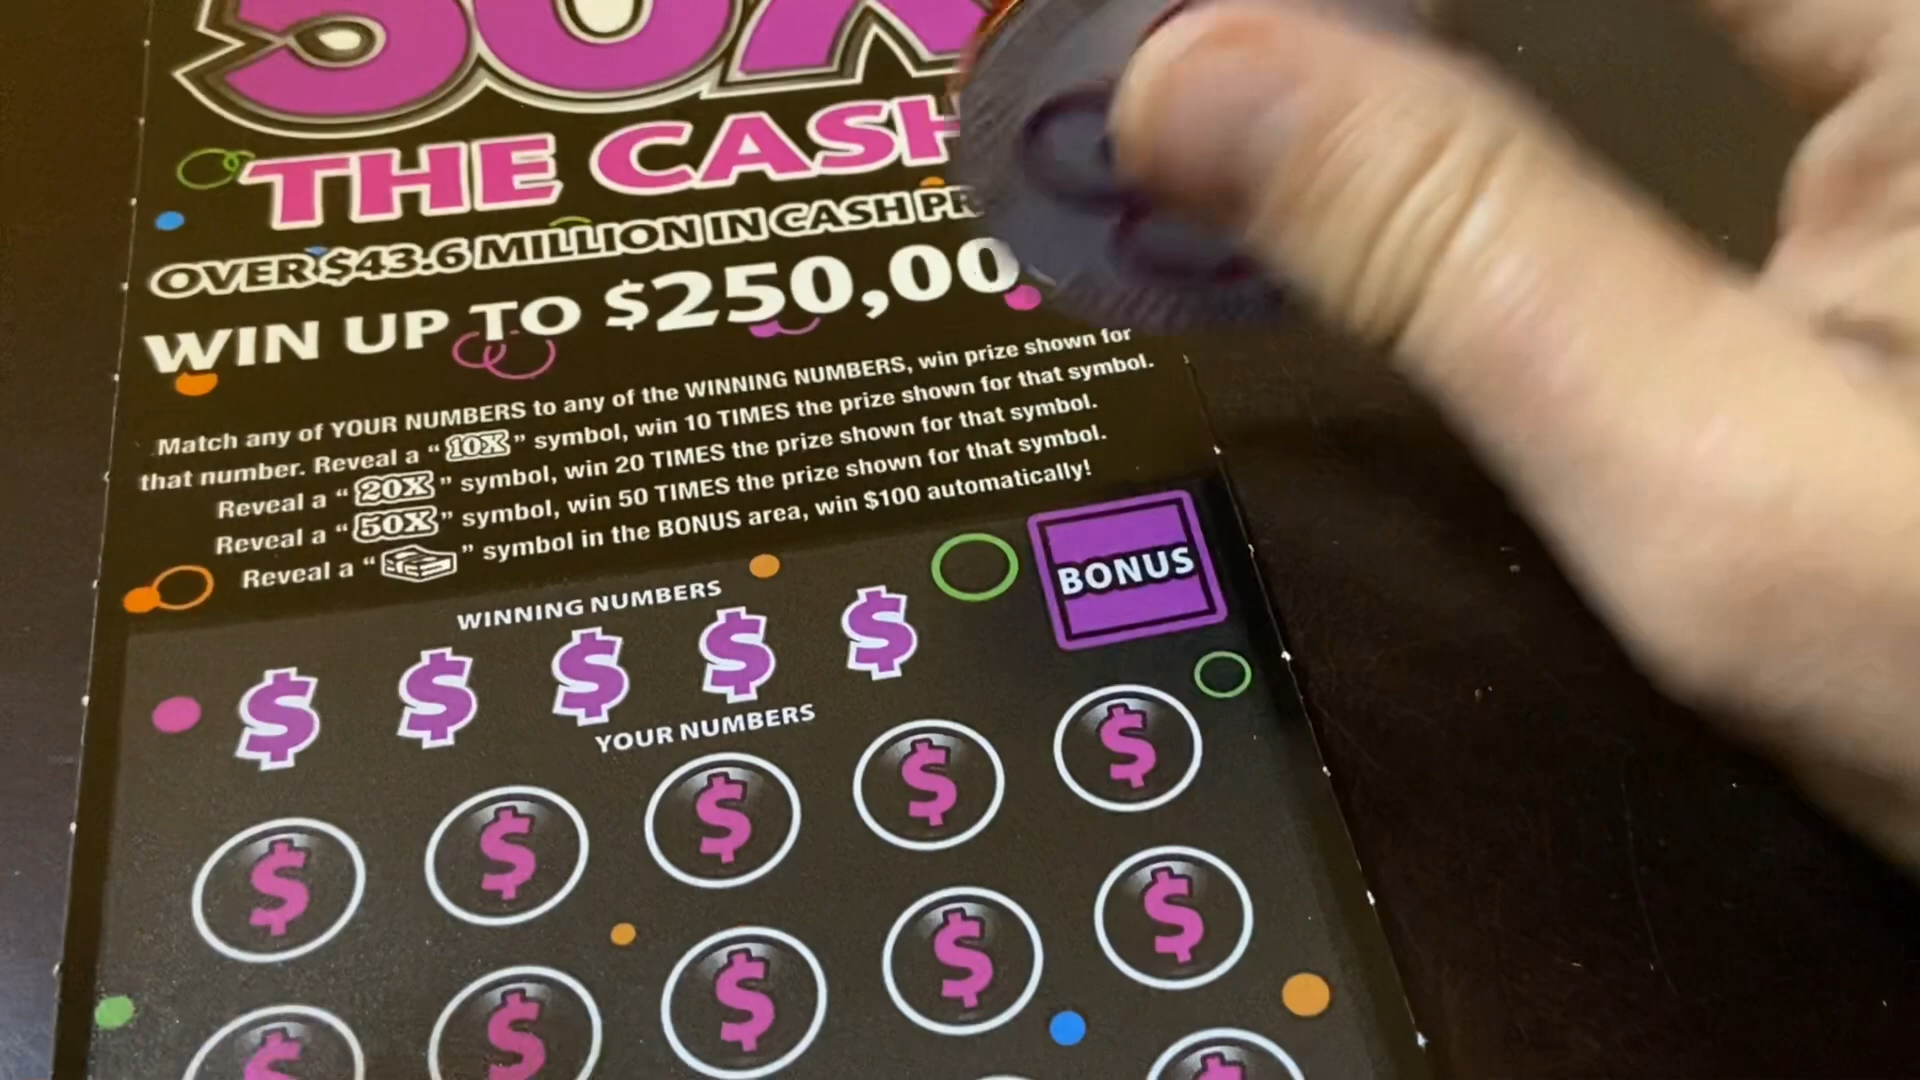 50X
THE CASH
OVER $43.6 MILLION IN CASH PR
WIN UP TO $250,00
Match any of YOUR NUMBERS to any of the WINNING NUMBERS, win prize shown for
that number. Reveal a "10X" symbol, win 10 TIMES the prize shown for that symbol.
Reveal a "20X" symbol, win 20 TIMES the prize shown for that symbol.
Reveal a "50X" symbol, win 50 TIMES the prize shown for that symbol.
Reveal a " " symbol in the BONUS area, win $100 automatically!
BONUS
WINNING NUMBERS
$ $ $ $ $
YOUR NUMBERS
$ $ $ $ $
$ $ $ $ $
$ $